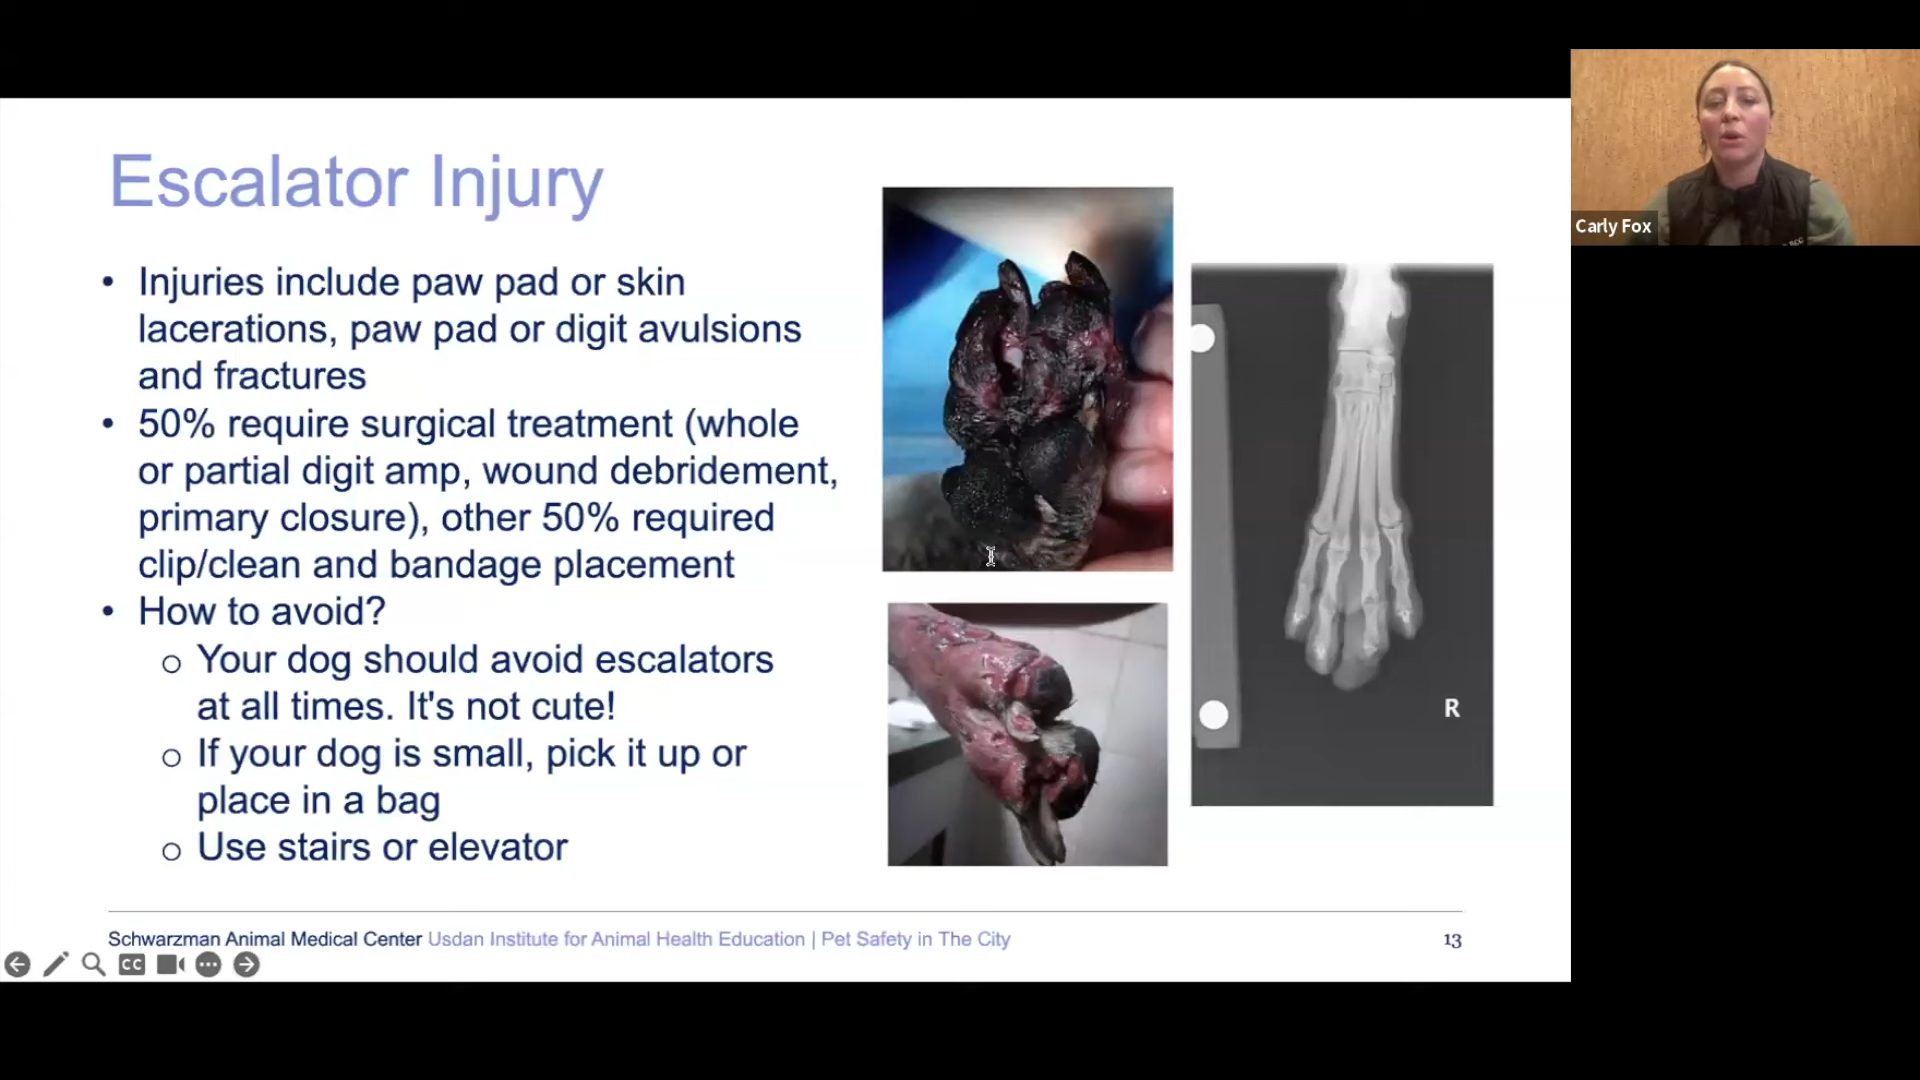 Escalator Injury
• Injuries include paw pad or skin
lacerations, paw pad or digit avulsions
and fractures
• 50% require surgical treatment (whole
or partial digit amp, wound debridement,
primary closure), other 50% required
clip/clean and bandage placement
• How to avoid?
o Your dog should avoid escalators
at all times. It's not cute!
o If your dog is small, pick it up or
place in a bag
o Use stairs or elevator
R
Schwarzman Animal Medical Center Usdan Institute for Animal Health Education | Pet Safety in The City
13
CC
Carly Fox